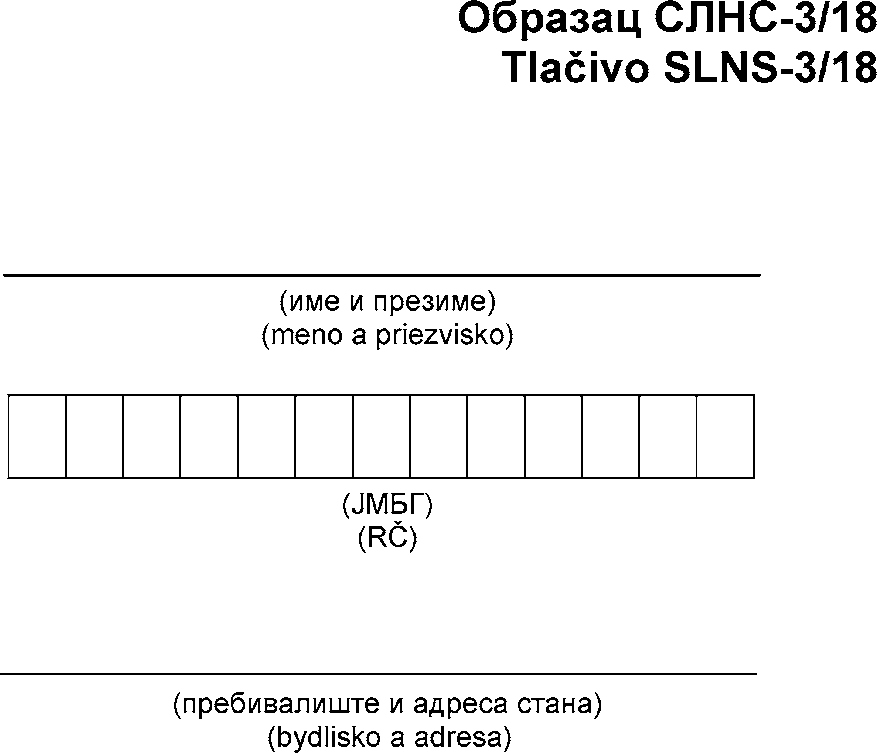 Образац СЛНС-3/18
Tlačivo SLNS-3/18
(име и презиме)
(meno a priezvisko)
(ЈМБГ)
(RČ)
(пребивалиште и адреса стана)
(bydlisko a adresa)